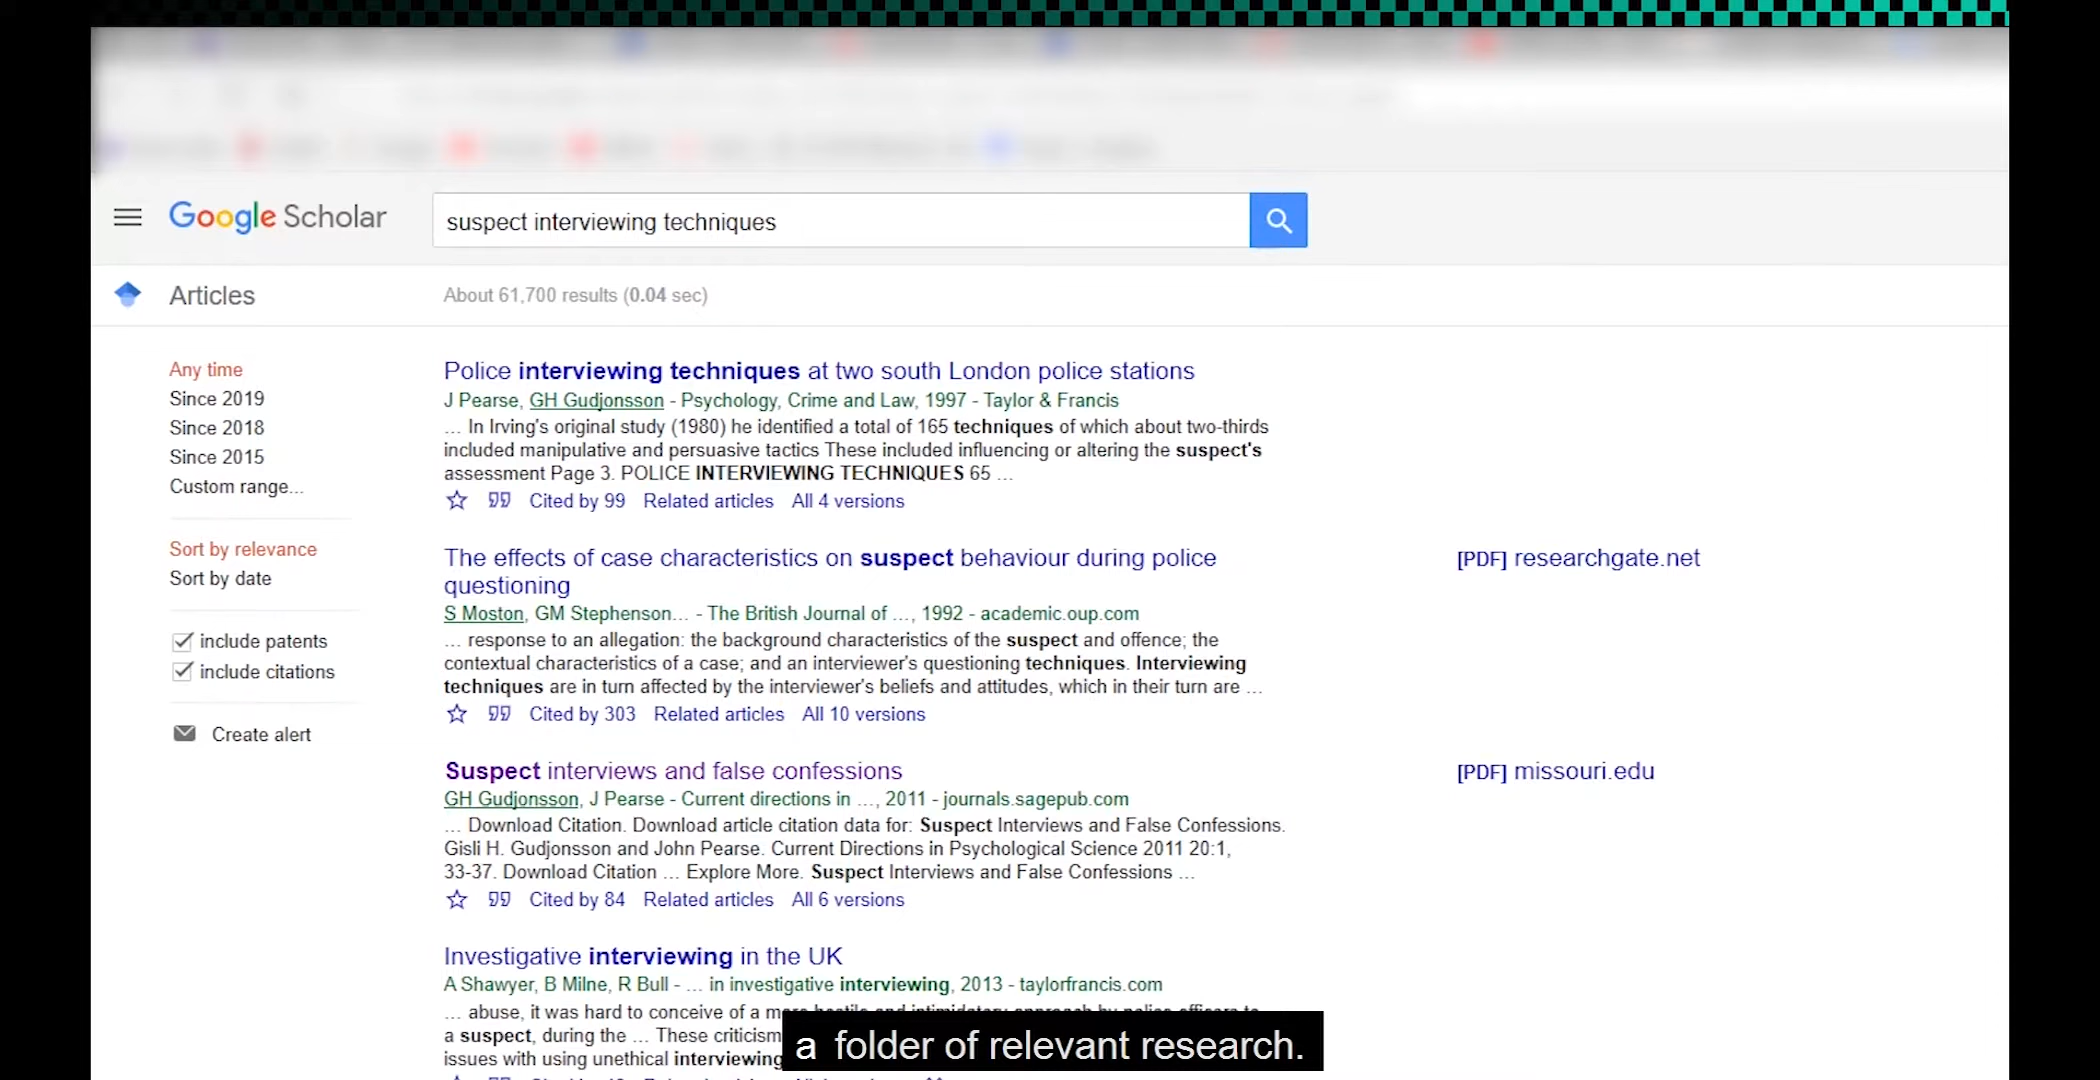 Google Scholar
suspect interviewing techniques
Articles
About 61,700 results (0.04 sec)
Any time
Since 2019
Since 2018
Since 2015
Custom range...
Sort by relevance
Sort by date
include patents
include citations
Create alert
Police interviewing techniques at two south London police stations
J Pearse, GH Gudjonsson - Psychology, Crime and Law, 1997 - Taylor & Francis
... In Irving's original study (1980) he identified a total of 165 techniques of which about two-thirds
included manipulative and persuasive tactics These included influencing or altering the suspect's
assessment Page 3. POLICE INTERVIEWING TECHNIQUES 65 ...
Cited by 99 Related articles All 4 versions
The effects of case characteristics on suspect behaviour during police
questioning
[PDF] researchgate.net
S Moston, GM Stephenson... - The British Journal of ..., 1992 - academic.oup.com
... response to an allegation: the background characteristics of the suspect and offence; the
contextual characteristics of a case; and an interviewer's questioning techniques. Interviewing
techniques are in turn affected by the interviewer's beliefs and attitudes, which in their turn are ...
Cited by 303 Related articles All 10 versions
Suspect interviews and false confessions
[PDF] missouri.edu
GH Gudjonsson, J Pearse - Current directions in ..., 2011 - journals.sagepub.com
... Download Citation. Download article citation data for: Suspect Interviews and False Confessions.
Gisli H. Gudjonsson and John Pearse. Current Directions in Psychological Science 2011 20:1,
33-37. Download Citation ... Explore More. Suspect Interviews and False Confessions ...
Cited by 84 Related articles All 6 versions
Investigative interviewing in the UK
A Shawyer, B Milne, R Bull - ... in investigative interviewing, 2013 - taylorfrancis.com
... abuse, it was hard to conceive of a
a suspect, during the ... These criticism
issues with using unethical interviewing
a folder of relevant research.